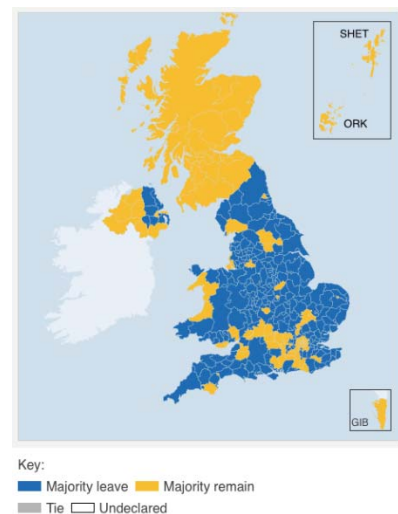 SHET
ORK
GIB
Key:
Majority leave Majority remain
Tie Undeclared